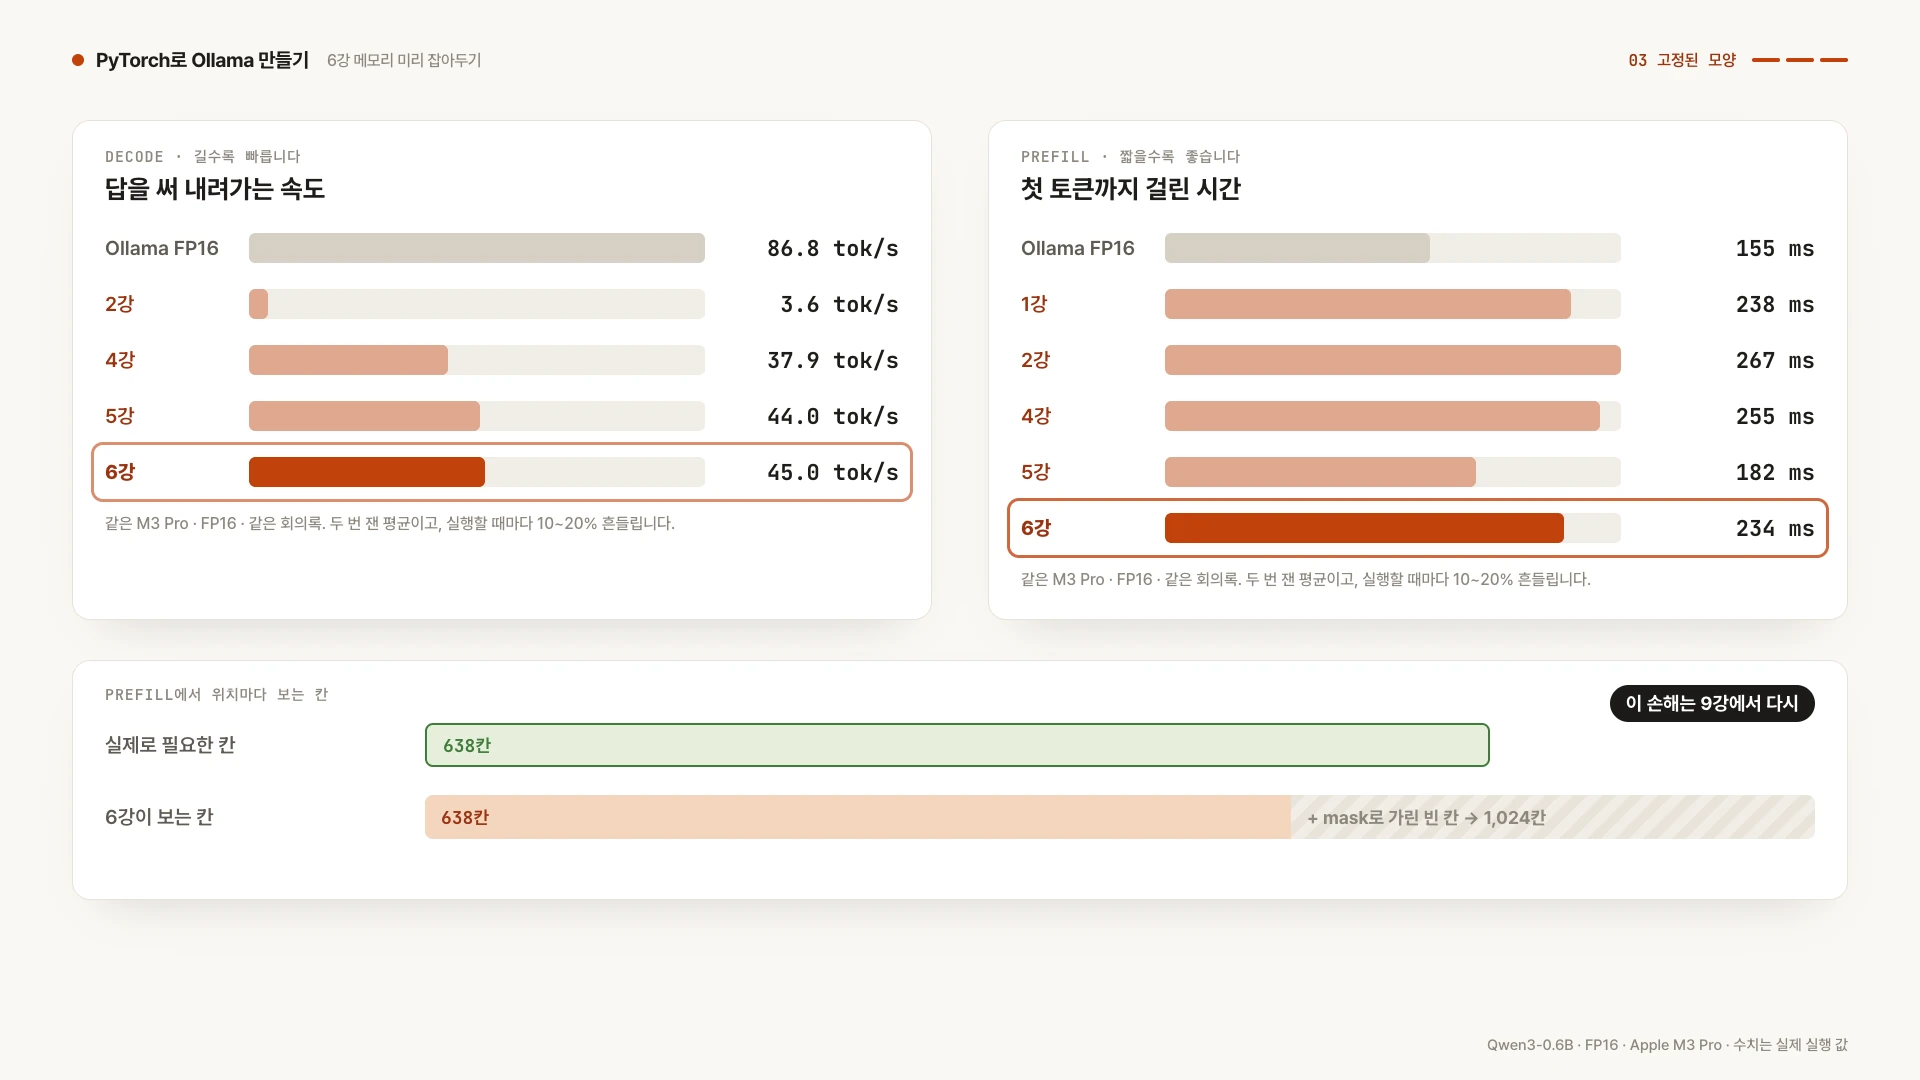 PyTorch로 Ollama 만들기 6강 메모리 미리 잡아두기
03 고정된 모양
DECODE · 길수록 빠릅니다
답을 써 내려가는 속도
Ollama FP16 86.8 tok/s
2강 3.6 tok/s
4강 37.9 tok/s
5강 44.0 tok/s
6강 45.0 tok/s
같은 M3 Pro · FP16 · 같은 회의록. 두 번 잰 평균이고, 실행할 때마다 10~20% 흔들립니다.
PREFILL · 짧을수록 좋습니다
첫 토큰까지 걸린 시간
Ollama FP16 155 ms
1강 238 ms
2강 267 ms
4강 255 ms
5강 182 ms
6강 234 ms
같은 M3 Pro · FP16 · 같은 회의록. 두 번 잰 평균이고, 실행할 때마다 10~20% 흔들립니다.
PREFILL에서 위치마다 보는 칸
이 손해는 9강에서 다시
실제로 필요한 칸 638칸
6강이 보는 칸 638칸 + mask로 가린 빈 칸 → 1,024칸
Qwen3-0.6B · FP16 · Apple M3 Pro · 수치는 실제 실행 값